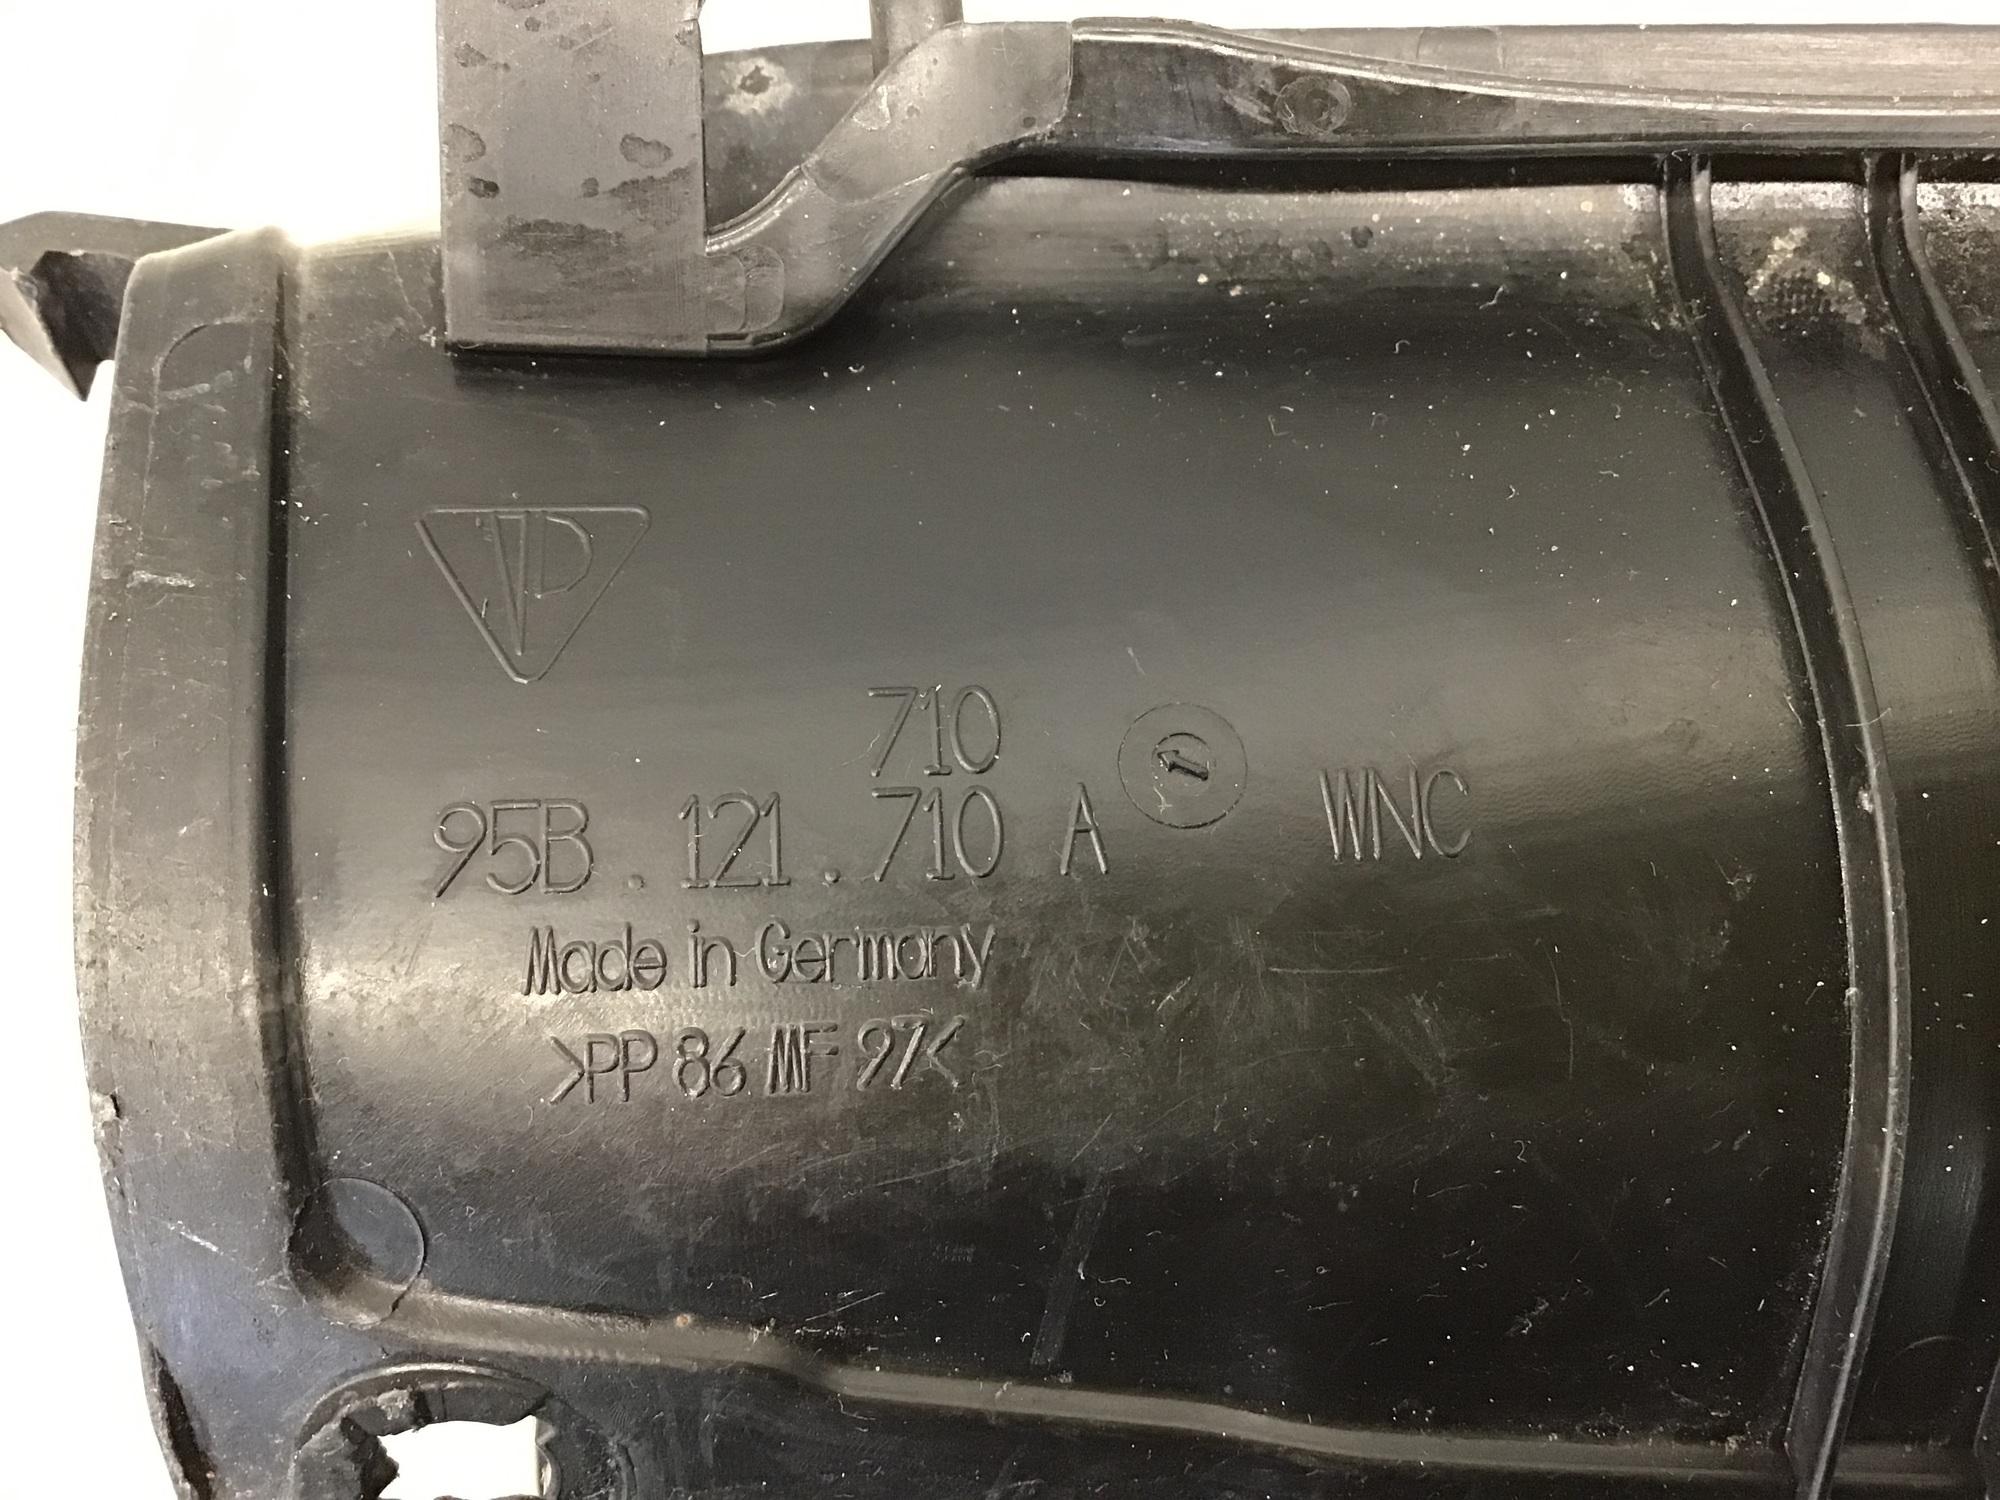 710
95B . 121 . 710 A WNC
Made in Germany
>PP 86 MF 97<